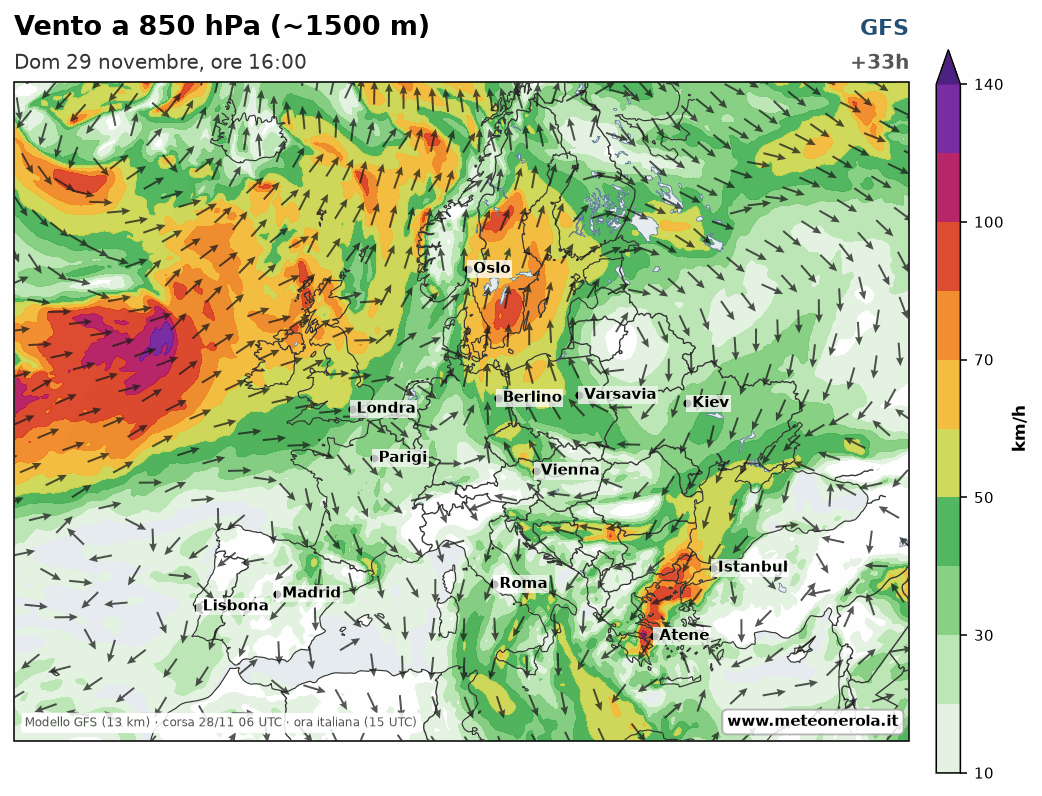 Vento a 850 hPa (~1500 m)
GFS
Dom 29 novembre, ore 16:00
+33h
140
100
70
50
30
10
km/h
Oslo
Berlino
Varsavia
Kiev
Londra
Parigi
Vienna
Istanbul
Roma
Madrid
Lisbona
Atene
Modello GFS (13 km) · corsa 28/11 06 UTC · ora italiana (15 UTC)
www.meteonerola.it